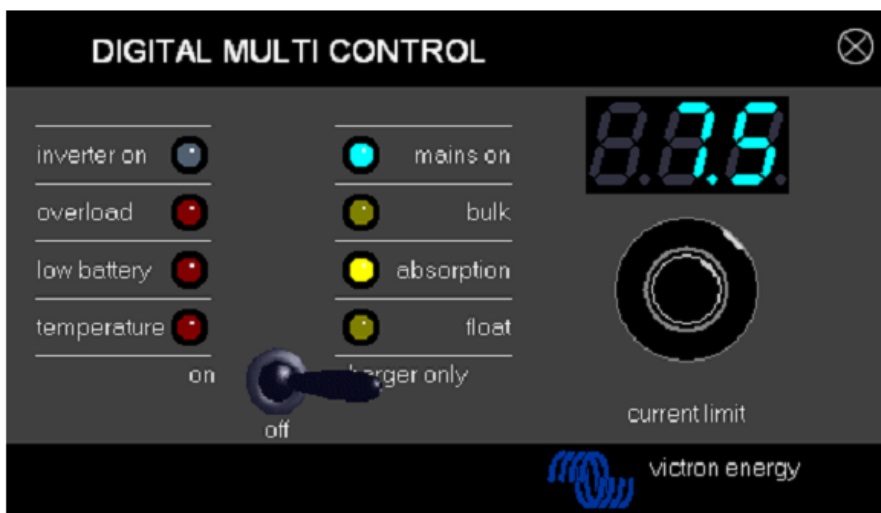 DIGITAL MULTI CONTROL
7.5
inverter on
mains on
overload
bulk
low battery
absorption
temperature
float
on
harger only
off
current limit
victron energy